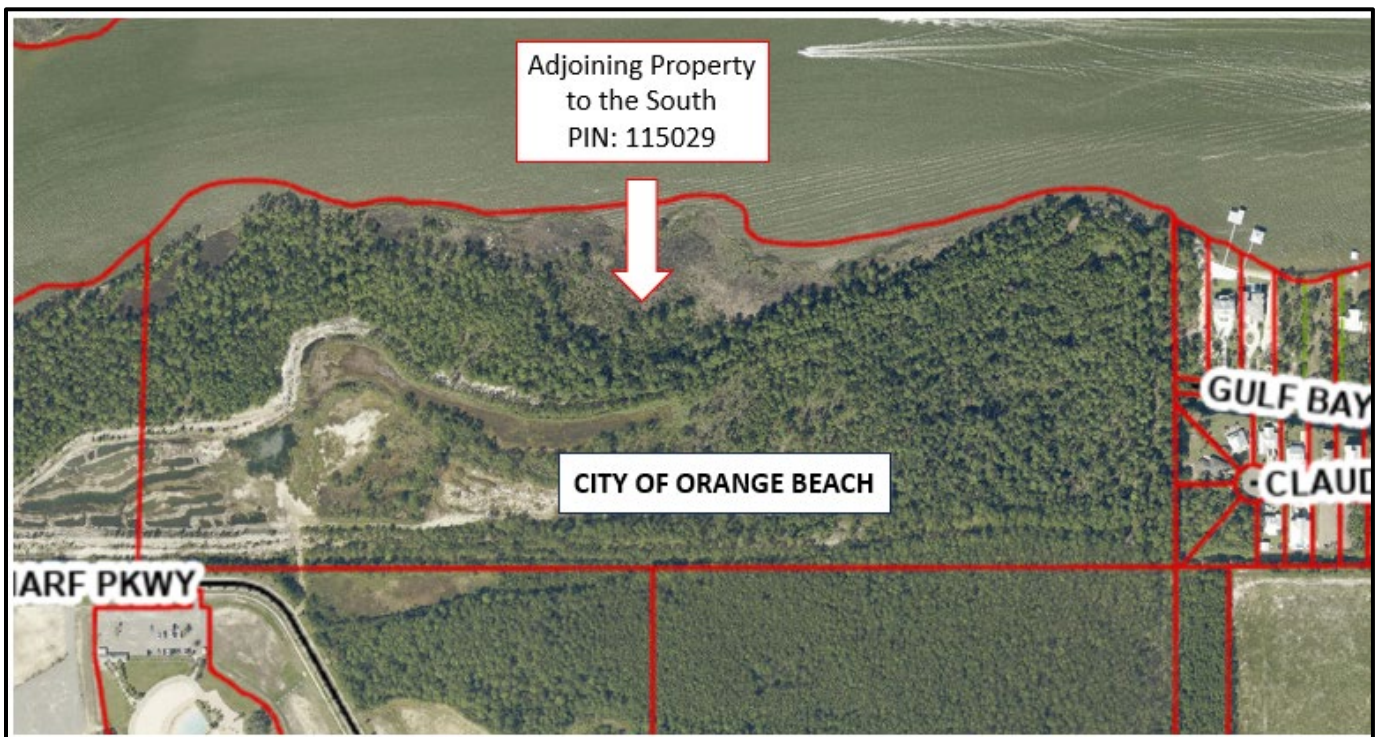 Adjoining Property
to the South
PIN: 115029
GULF BAY
CITY OF ORANGE BEACH
CLAUD
IARF PKWY